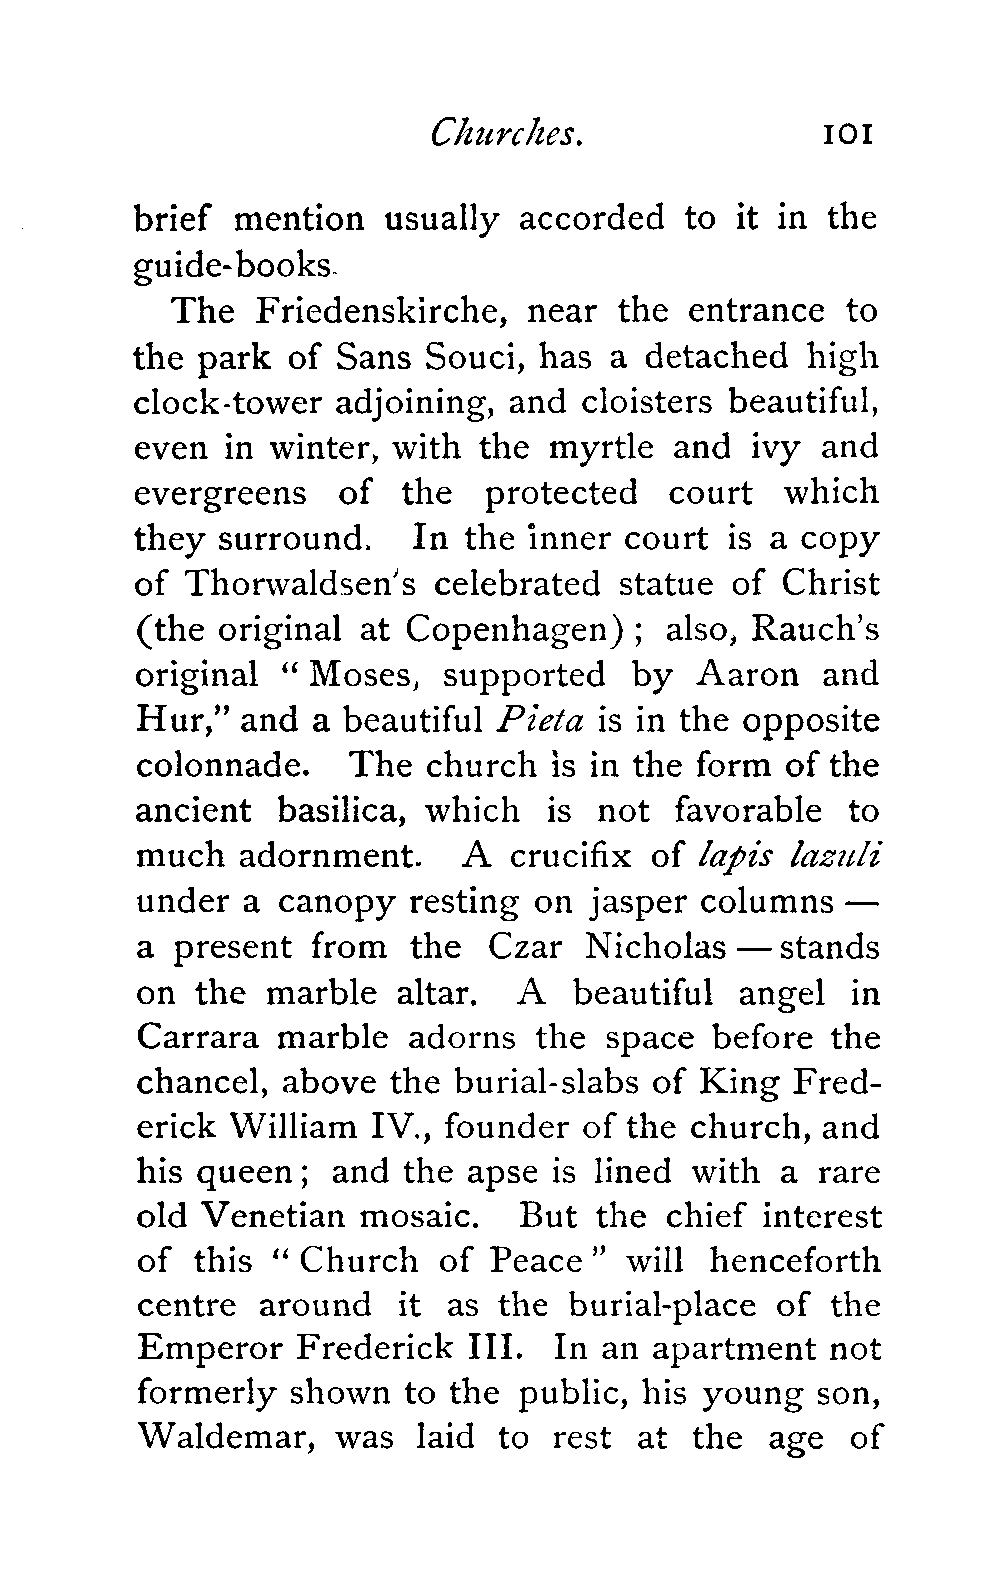 Churches. 101
brief mention usually accorded to it in the
guide-books.
The Friedenskirche, near the entrance to
the park of Sans Souci, has a detached high
clock-tower adjoining, and cloisters beautiful,
even in winter, with the myrtle and ivy and
evergreens of the protected court which
they surround. In the inner court is a copy
of Thorwaldsen's celebrated statue of Christ
(the original at Copenhagen) ; also, Rauch's
original “ Moses, supported by Aaron and
Hur,” and a beautiful Pieta is in the opposite
colonnade. The church is in the form of the
ancient basilica, which is not favorable to
much adornment. A crucifix of lapis lazuli
under a canopy resting on jasper columns —
a present from the Czar Nicholas — stands
on the marble altar. A beautiful angel in
Carrara marble adorns the space before the
chancel, above the burial-slabs of King Fred-
erick William IV., founder of the church, and
his queen ; and the apse is lined with a rare
old Venetian mosaic. But the chief interest
of this “ Church of Peace ” will henceforth
centre around it as the burial-place of the
Emperor Frederick III. In an apartment not
formerly shown to the public, his young son,
Waldemar, was laid to rest at the age of